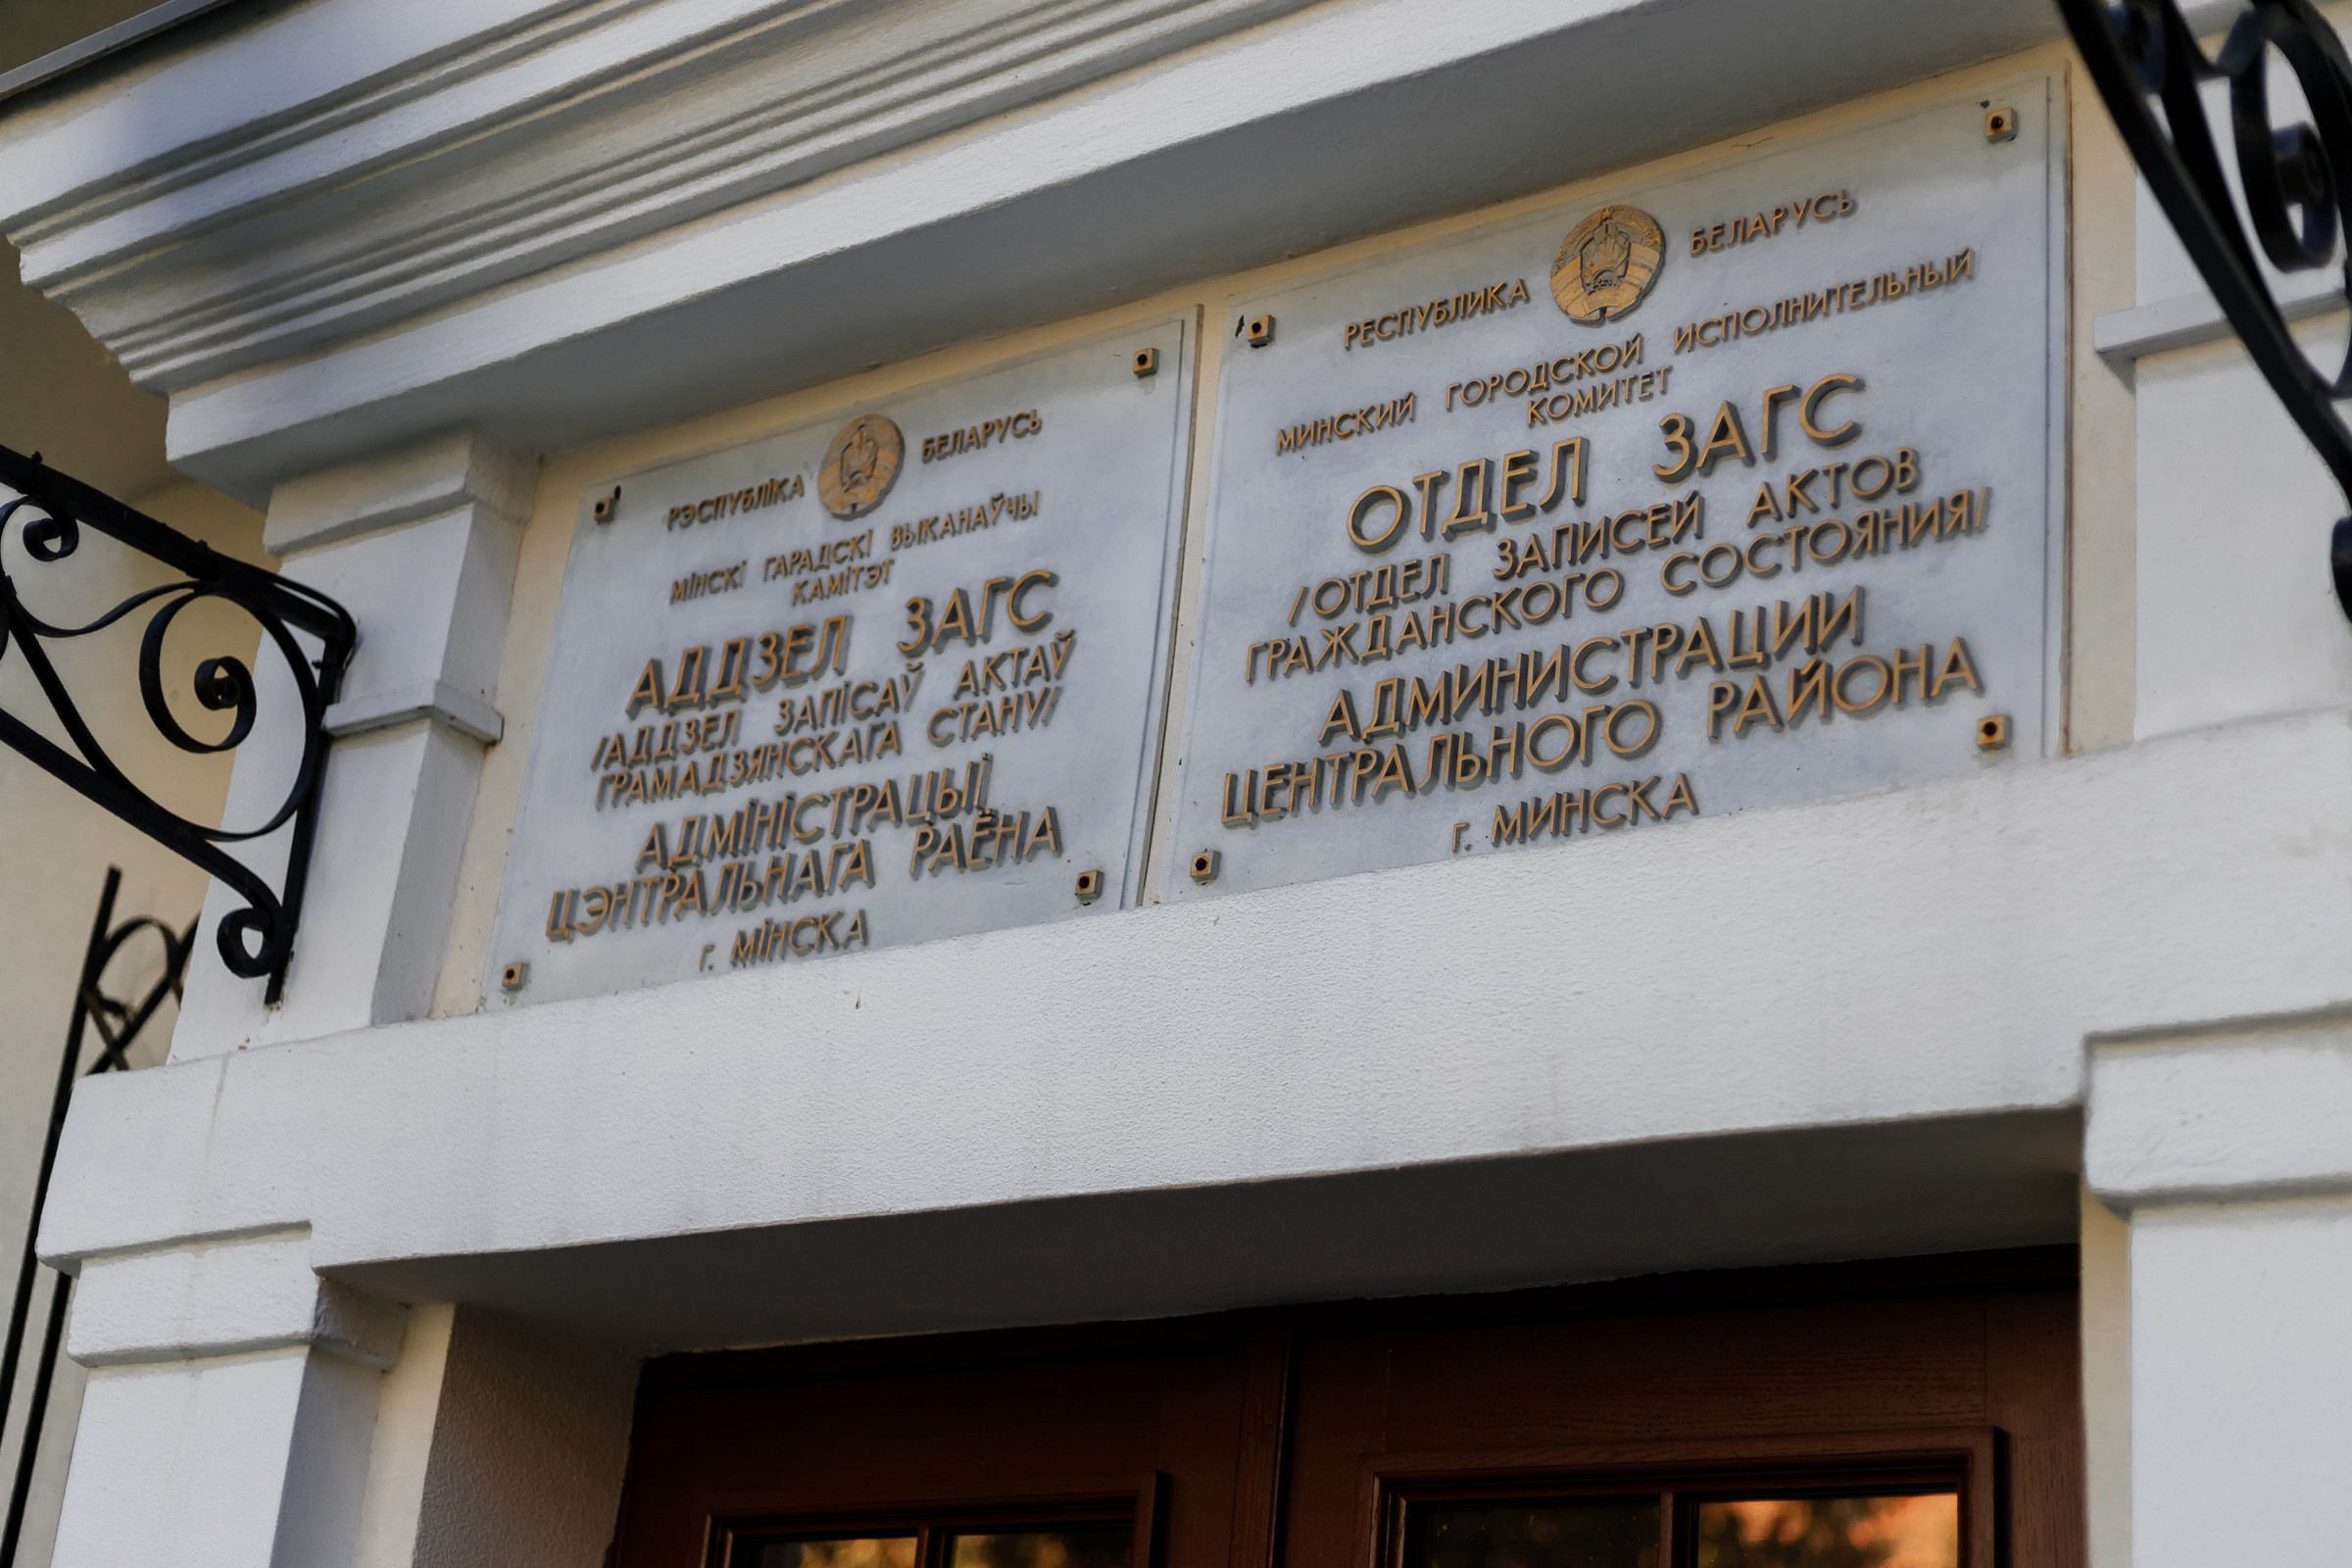 РЭСПУБЛІКА БЕЛАРУСЬ
МІНСКІ ГАРАДСКІ ВЫКАНАЎЧЫ
КАМІТЭТ
АДДЗЕЛ ЗАГС
/АДДЗЕЛ ЗАПІСАЎ АКТАЎ
ГРАМАДЗЯНСКАГА СТАНУ/
АДМІНІСТРАЦЫІ
ЦЭНТРАЛЬНАГА РАЁНА
г. МІНСКА
РЕСПУБЛИКА БЕЛАРУСЬ
МИНСКИЙ ГОРОДСКОЙ ИСПОЛНИТЕЛЬНЫЙ
КОМИТЕТ
ОТДЕЛ ЗАГС
/ОТДЕЛ ЗАПИСЕЙ АКТОВ
ГРАЖДАНСКОГО СОСТОЯНИЯ/
АДМИНИСТРАЦИИ
ЦЕНТРАЛЬНОГО РАЙОНА
г. МИНСКА